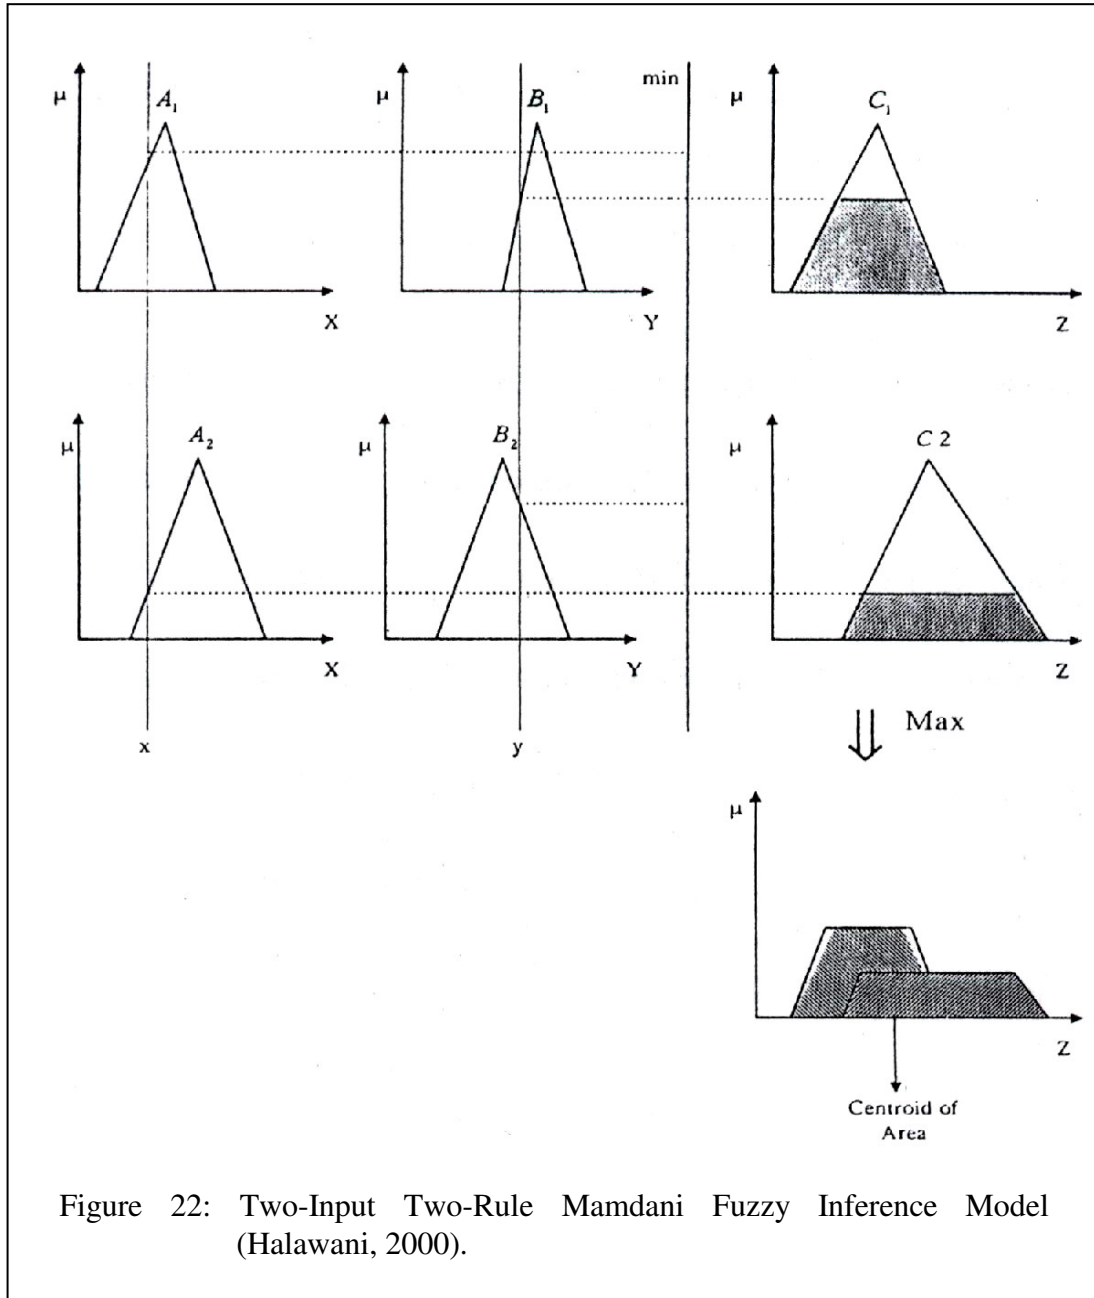 min
μ
A₁
μ
B₁
μ
C₁
X
Y
Z
μ
A₂
μ
B₂
μ
C 2
X
Y
Z
x
y
Max
μ
Z
Centroid of
Area
Figure 22: Two-Input Two-Rule Mamdani Fuzzy Inference Model
(Halawani, 2000).